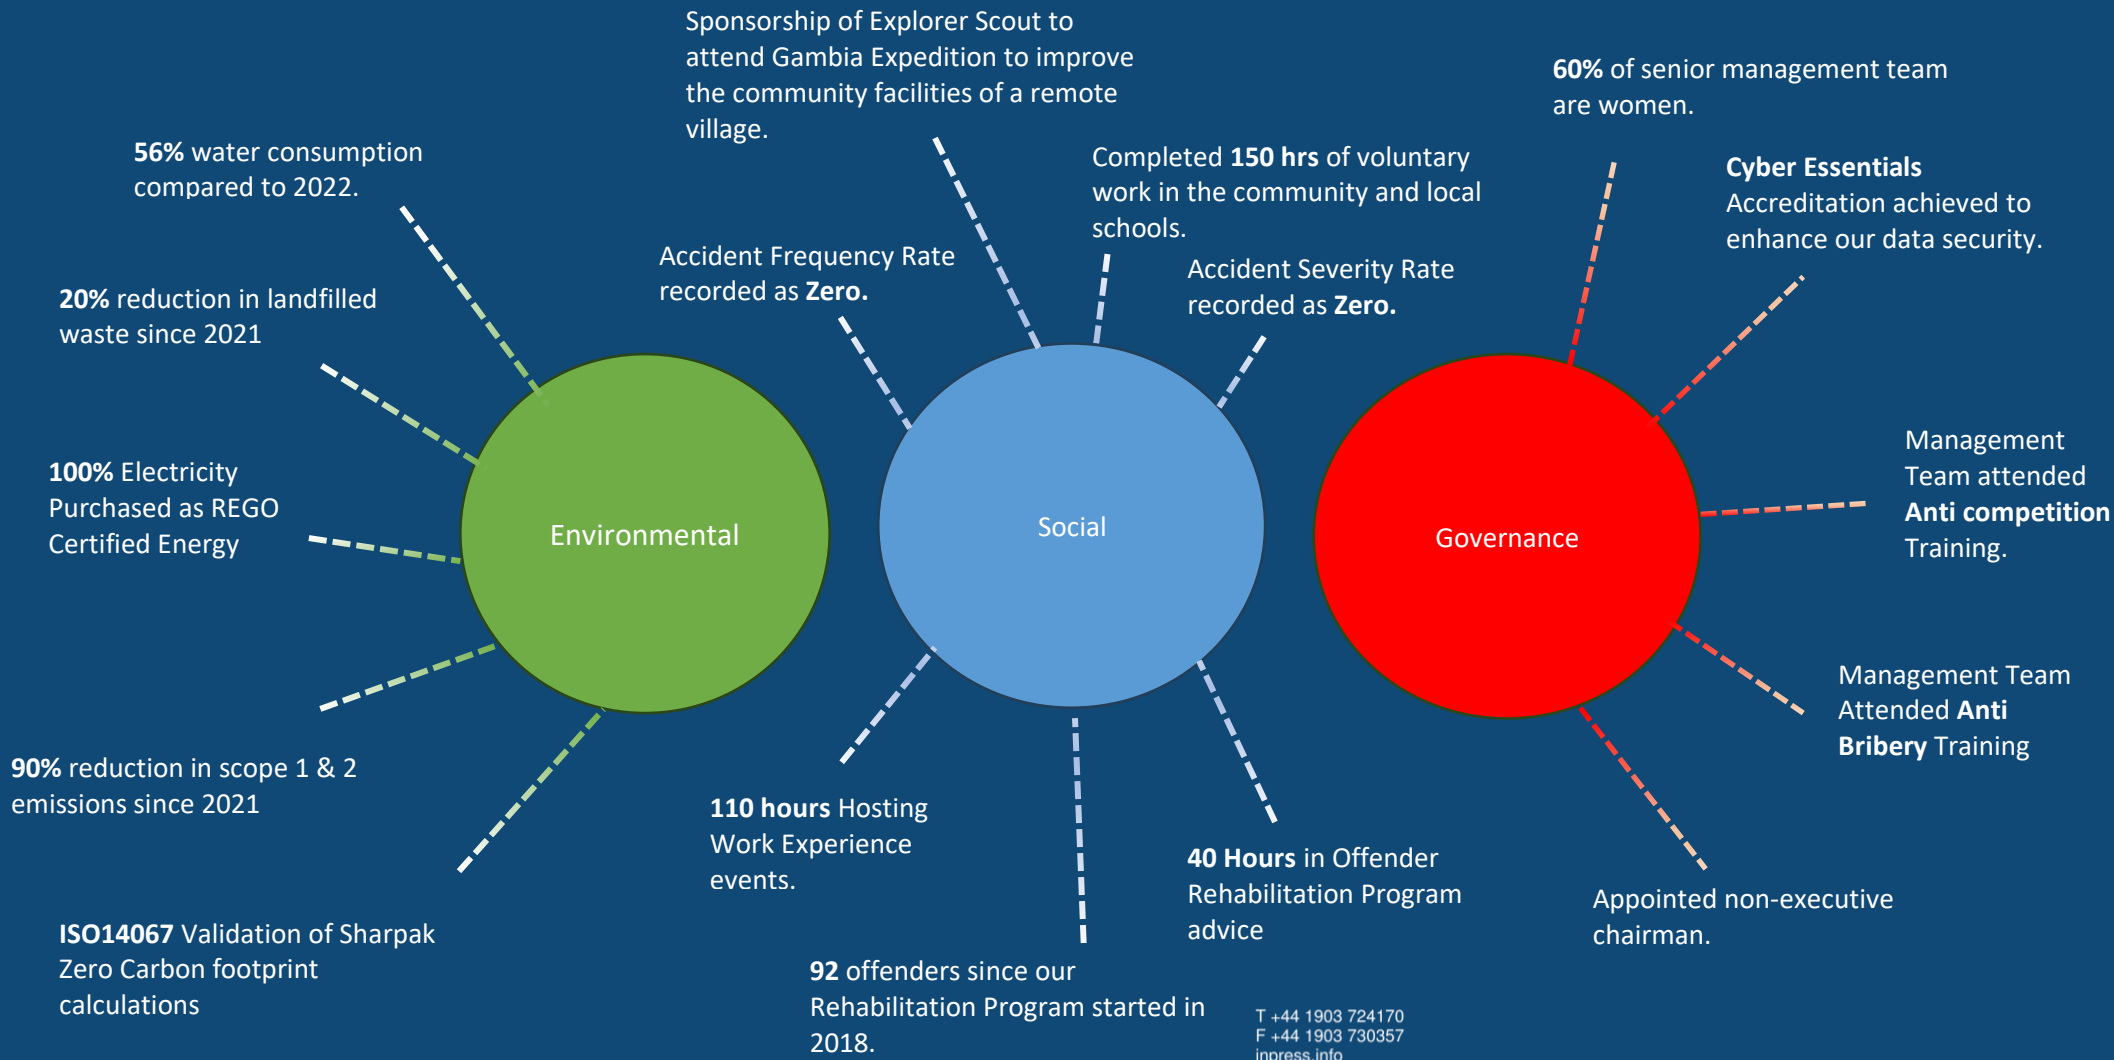 Sponsorship of Explorer Scout to
attend Gambia Expedition to improve
the community facilities of a remote
village.
60% of senior management team
are women.
56% water consumption
compared to 2022.
Completed 150 hrs of voluntary
work in the community and local
schools.
Cyber Essentials
Accreditation achieved to
enhance our data security.
Accident Frequency Rate
recorded as Zero.
Accident Severity Rate
recorded as Zero.
20% reduction in landfilled
waste since 2021
Management
Team attended
Anti competition
Training.
100% Electricity
Purchased as REGO
Certified Energy
Environmental
Social
Governance
Management Team
Attended Anti
Bribery Training
90% reduction in scope 1 & 2
emissions since 2021
110 hours Hosting
Work Experience
events.
40 Hours in Offender
Rehabilitation Program
advice
Appointed non-executive
chairman.
ISO14067 Validation of Sharpak
Zero Carbon footprint
calculations
92 offenders since our
Rehabilitation Program started in
2018.
T +44 1903 724170
F +44 1903 730357
inpress.info